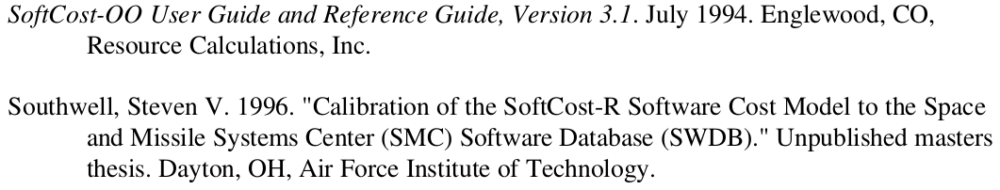 SoftCost-OO User Guide and Reference Guide, Version 3.1. July 1994. Englewood, CO,
Resource Calculations, Inc.
Southwell, Steven V. 1996. "Calibration of the SoftCost-R Software Cost Model to the Space
and Missile Systems Center (SMC) Software Database (SWDB)." Unpublished masters
thesis. Dayton, OH, Air Force Institute of Technology.